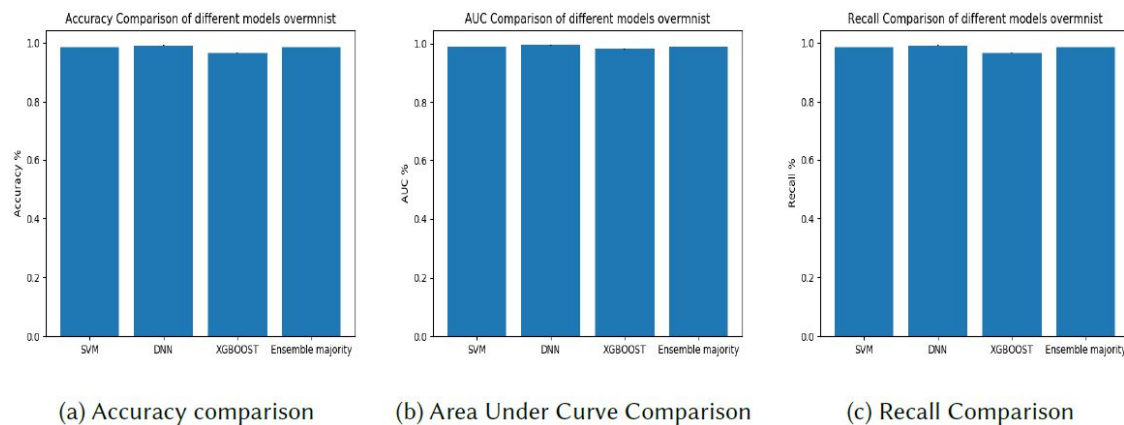 Accuracy Comparison of different models overmnist
Accuracy %
1.0
0.8
0.6
0.4
0.2
0.0
SVM DNN XGBOOST Ensemble majority
(a) Accuracy comparison
AUC Comparison of different models overmnist
AUC %
1.0
0.8
0.6
0.4
0.2
0.0
SVM DNN XGBOOST Ensemble majority
(b) Area Under Curve Comparison
Recall Comparison of different models overmnist
Recall %
1.0
0.8
0.6
0.4
0.2
0.0
SVM DNN XGBOOST Ensemble majority
(c) Recall Comparison